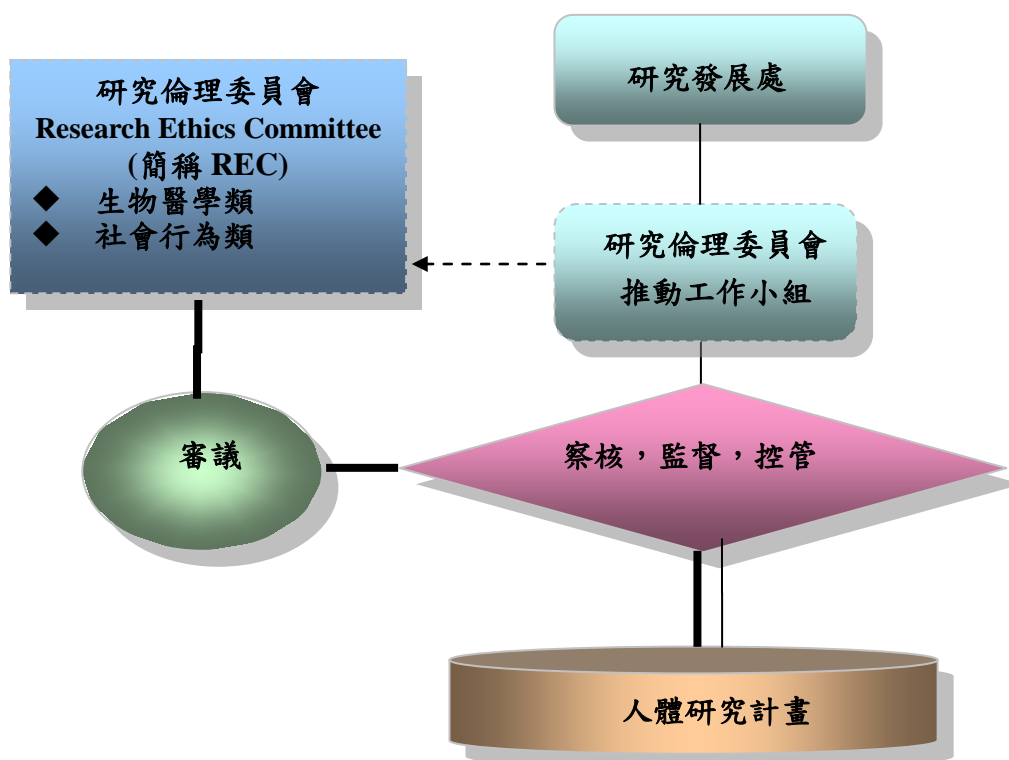 研究倫理委員會
Research Ethics Committee
(簡稱 REC)
◆ 生物醫學類
◆ 社會行為類
研究發展處
研究倫理委員會
推動工作小組
審議
察核，監督，控管
人體研究計畫